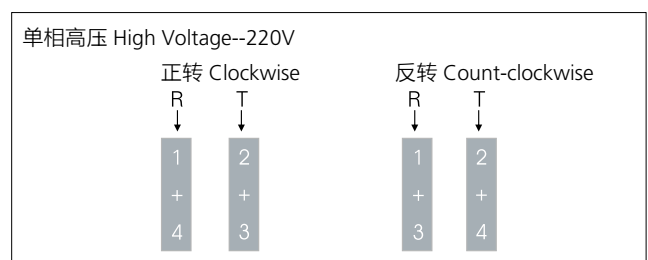 单相高压 High Voltage--220V
正转 Clockwise 反转 Count-clockwise
R T R T
1 2 1 2
+ + + +
4 3 3 4